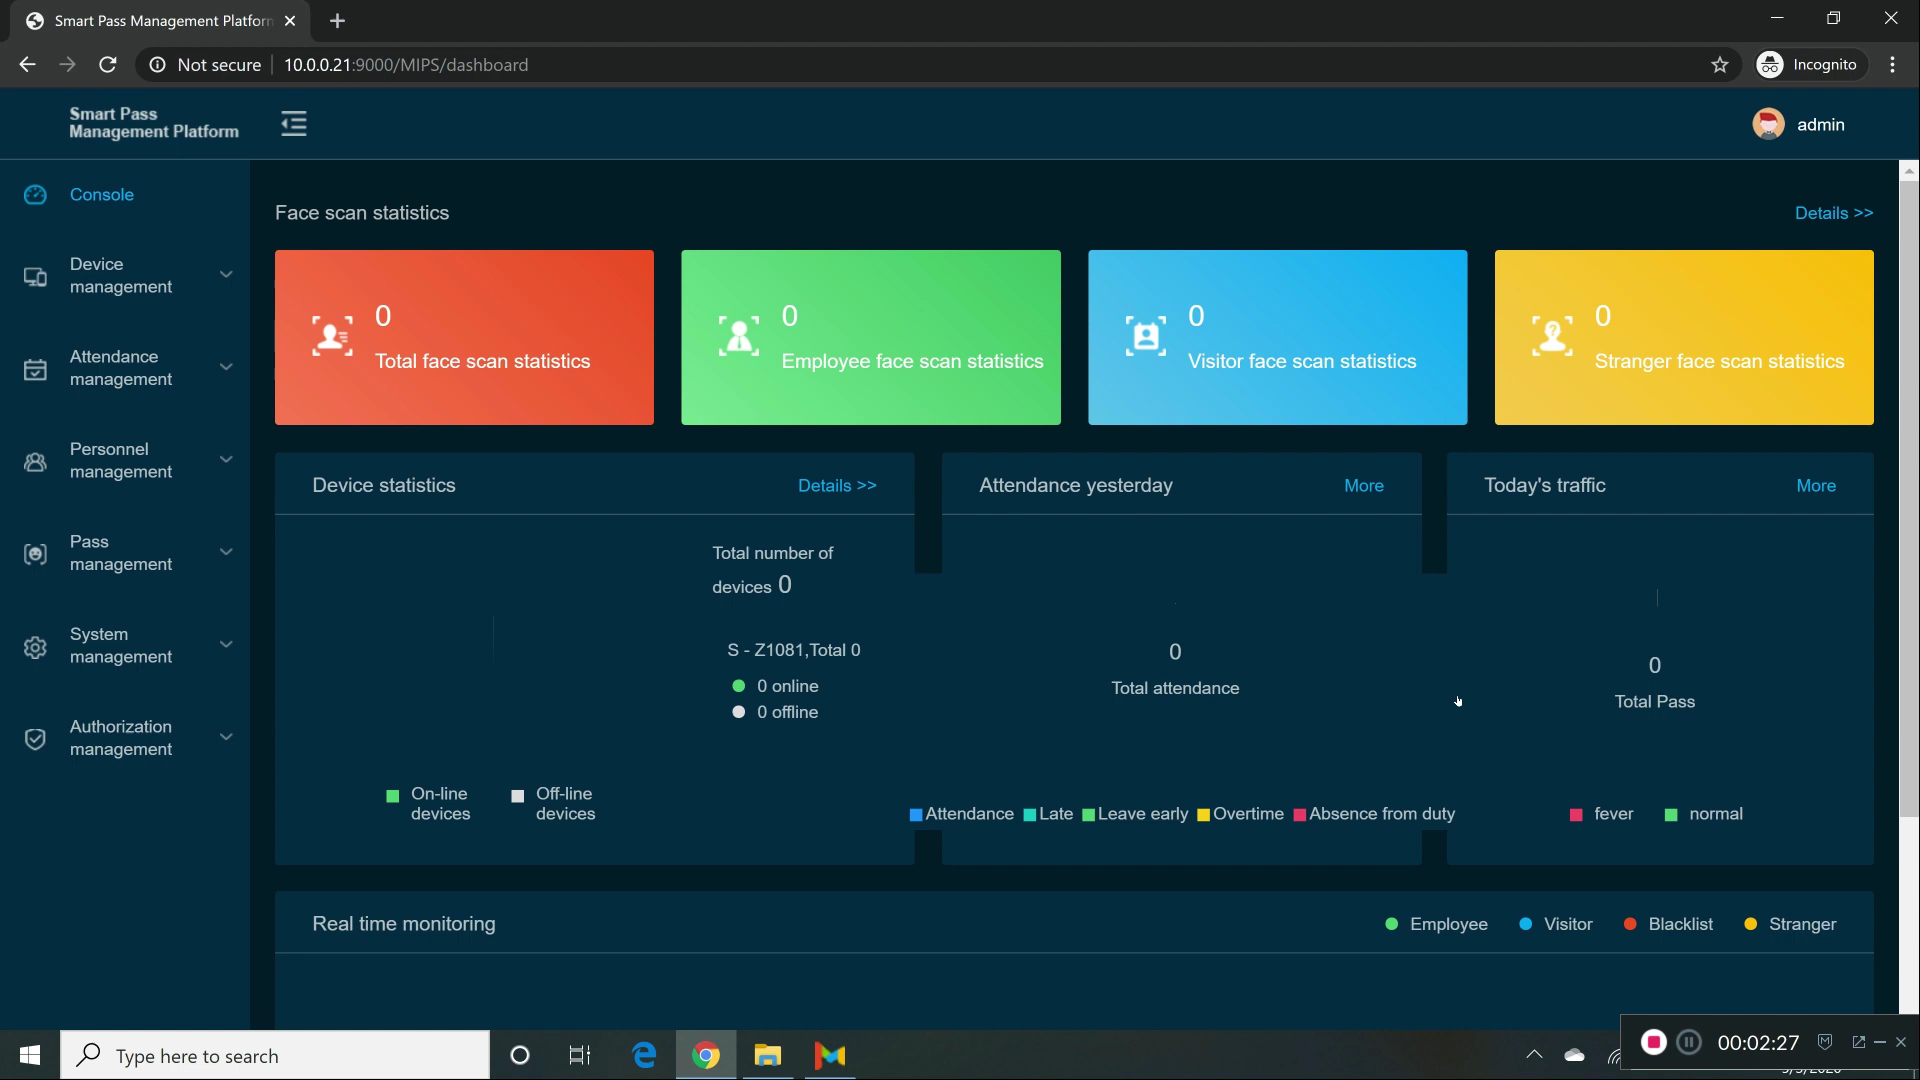 Smart Pass Management Platform
Not secure
10.0.0.21:9000/MIPS/dashboard
Incognito
Smart Pass
Management Platform
admin
Console
Device
management
Attendance
management
Personnel
management
Pass
management
System
management
Authorization
management
Face scan statistics
Details >>
0
Total face scan statistics
0
Employee face scan statistics
0
Visitor face scan statistics
0
Stranger face scan statistics
Device statistics
Details >>
Total number of
devices 0
S - Z1081,Total 0
0 online
0 offline
On-line
devices
Off-line
devices
Attendance yesterday
More
0
Total attendance
Attendance Late Leave early Overtime Absence from duty
Today's traffic
More
0
Total Pass
fever normal
Real time monitoring
Employee Visitor Blacklist Stranger
Type here to search
00:02:27